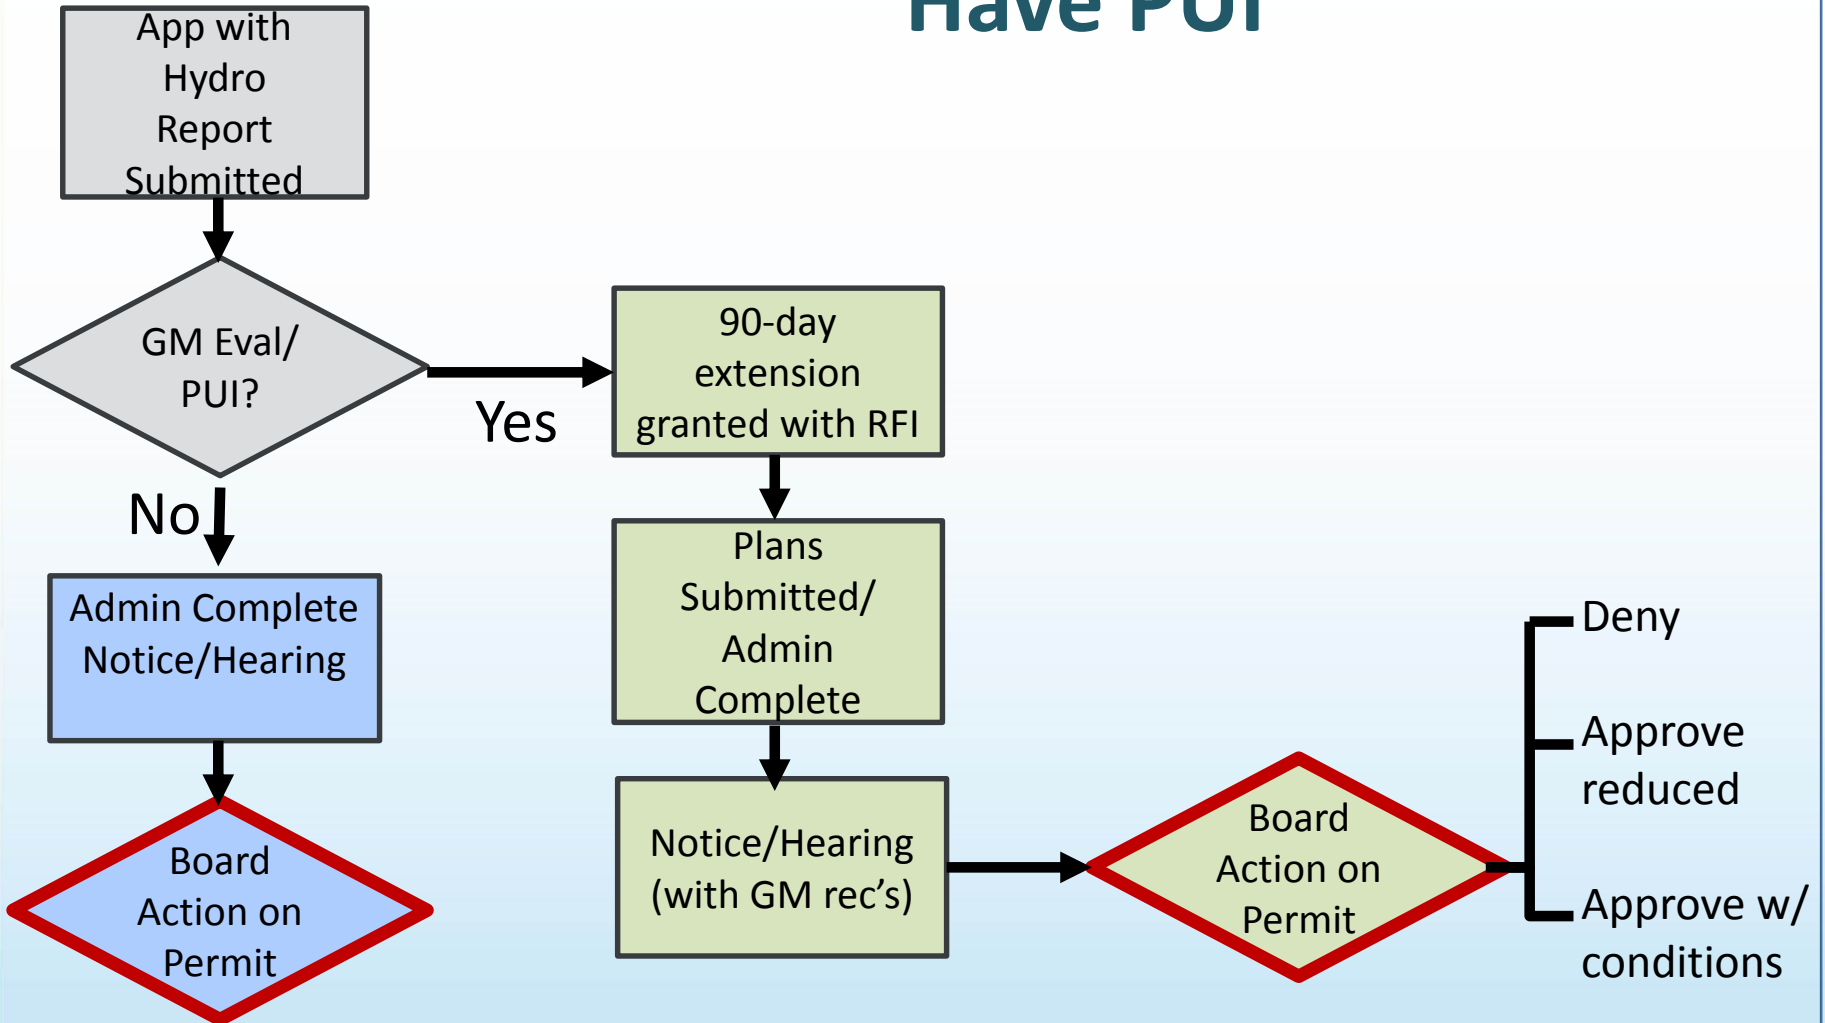 Have PUI
App with
Hydro
Report
Submitted
GM Eval/
PUI?
Yes
No
90-day
extension
granted with RFI
Plans
Submitted/
Admin
Complete
Admin Complete
Notice/Hearing
Notice/Hearing
(with GM rec’s)
Board
Action on
Permit
Board
Action on
Permit
Deny
Approve
reduced
Approve w/
conditions